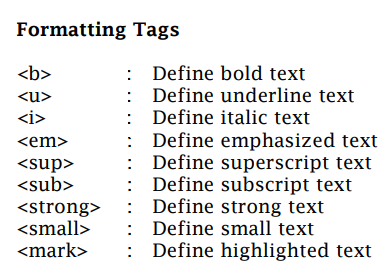 Formatting Tags
<b> : Define bold text
<u> : Define underline text
<i> : Define italic text
<em> : Define emphasized text
<sup> : Define superscript text
<sub> : Define subscript text
<strong> : Define strong text
<small> : Define small text
<mark> : Define highlighted text